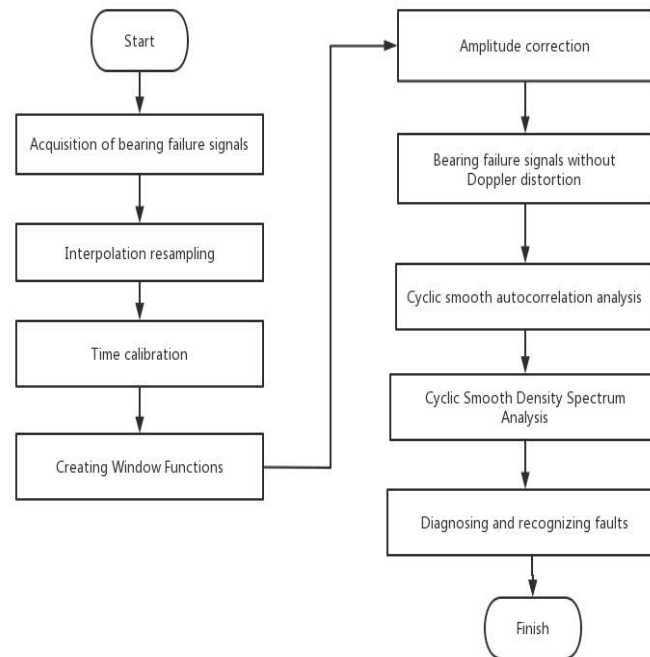 Start
Acquisition of bearing failure signals
Interpolation resampling
Time calibration
Creating Window Functions
Amplitude correction
Bearing failure signals without
Doppler distortion
Cyclic smooth autocorrelation analysis
Cyclic Smooth Density Spectrum
Analysis
Diagnosing and recognizing faults
Finish